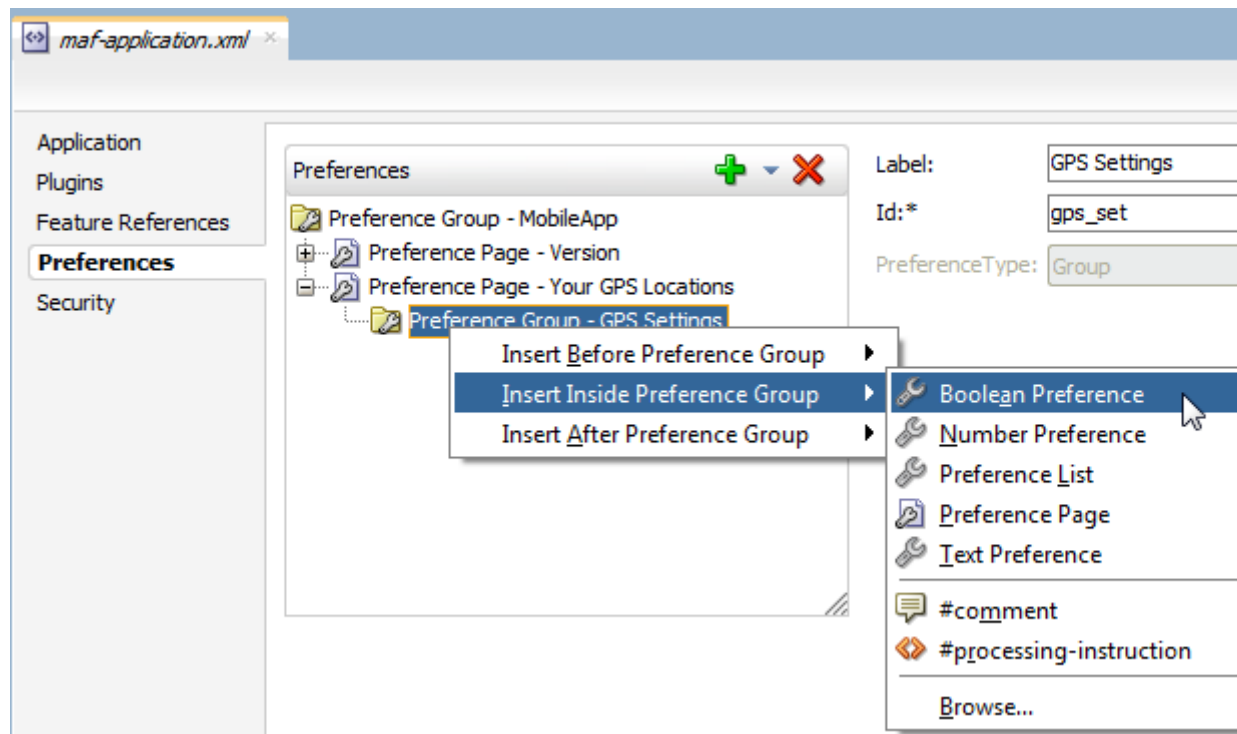 maf-application.xml
Application
Plugins
Feature References
Preferences
Security
Preferences
Preference Group - MobileApp
Preference Page - Version
Preference Page - Your GPS Locations
Preference Group - GPS Settings
Label: GPS Settings
Id:* gps_set
PreferenceType: Group
Insert Before Preference Group
Insert Inside Preference Group
Insert After Preference Group
Boolean Preference
Number Preference
Preference List
Preference Page
Text Preference
#comment
#processing-instruction
Browse...